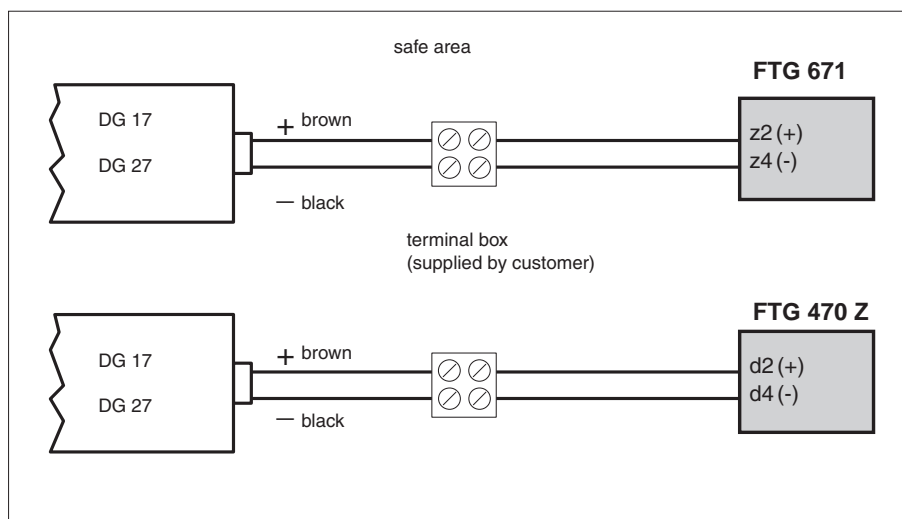 safe area
FTG 671
DG 17
DG 27
+ brown
– black
z2 (+)
z4 (-)
terminal box
(supplied by customer)
FTG 470 Z
DG 17
DG 27
+ brown
– black
d2 (+)
d4 (-)